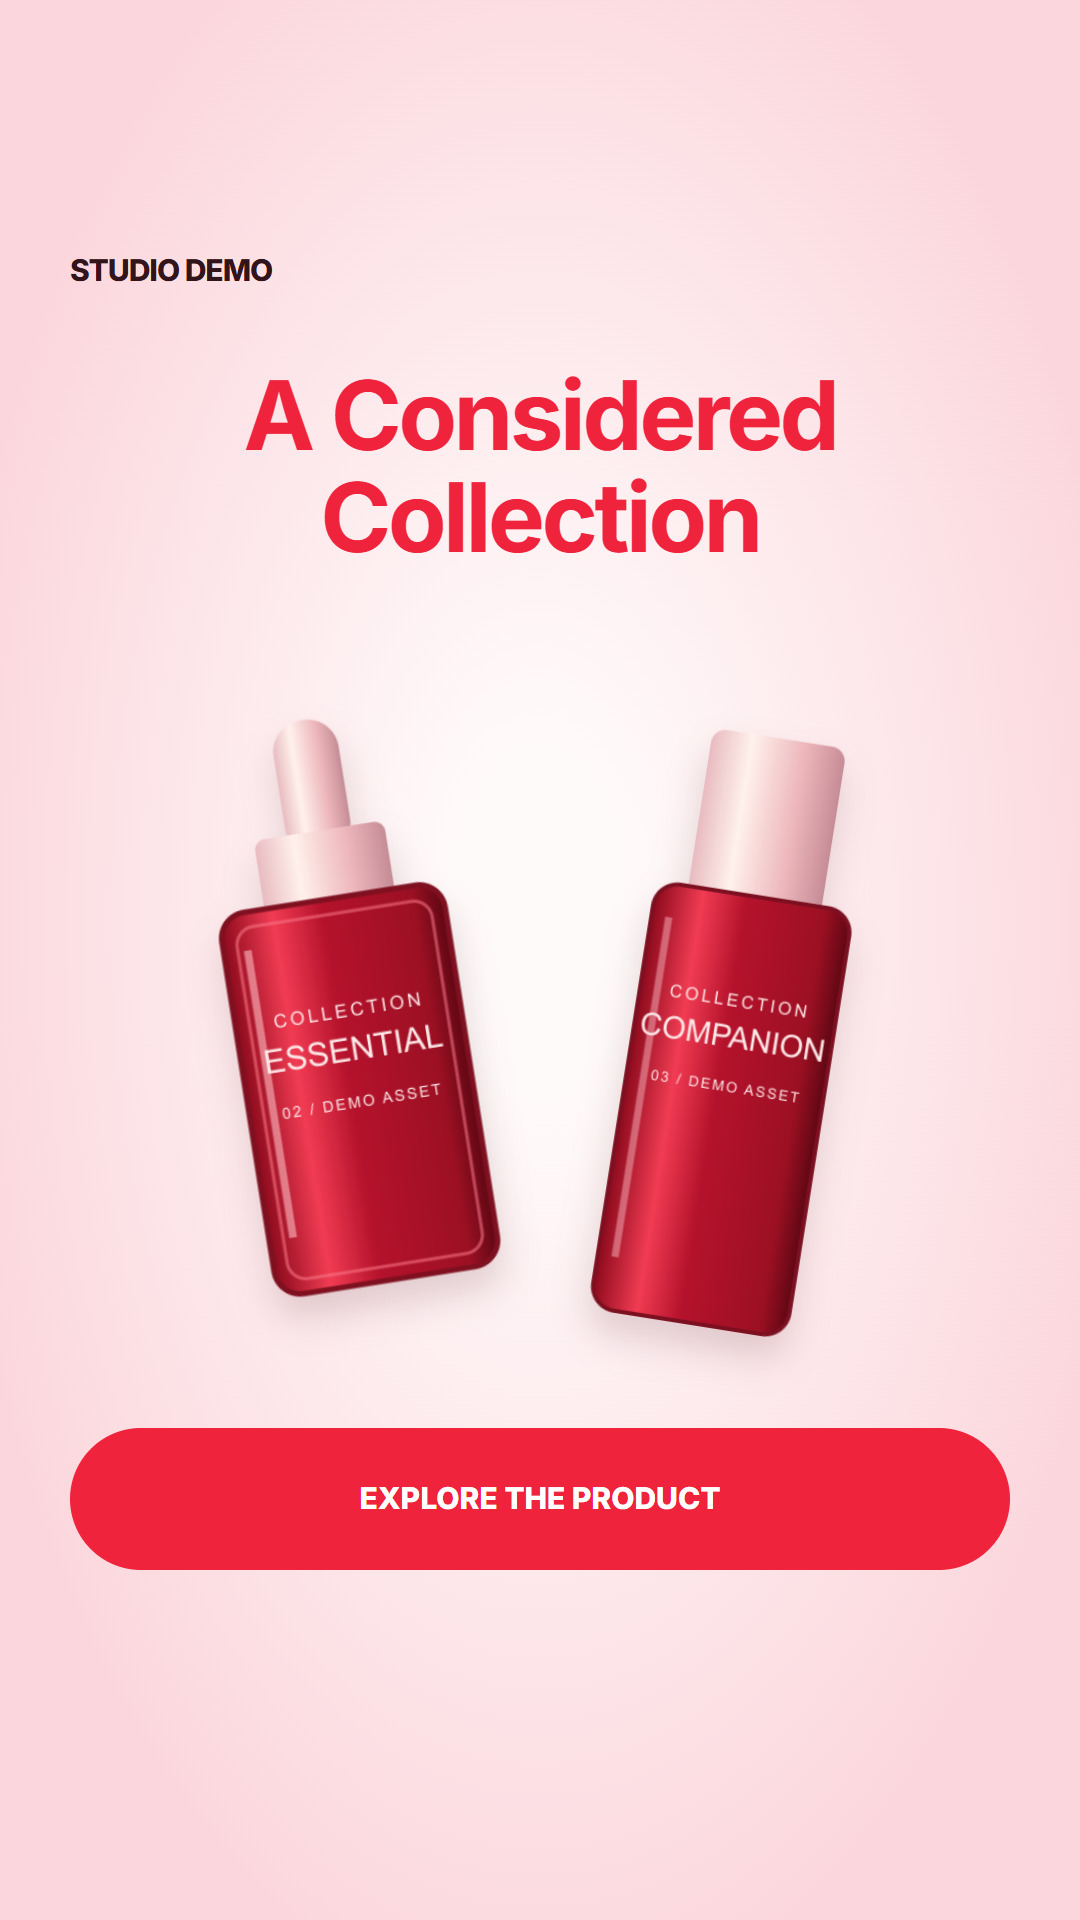 STUDIO DEMO
A Considered
Collection
COLLECTION
ESSENTIAL
02 / DEMO ASSET
COLLECTION
COMPANION
03 / DEMO ASSET
EXPLORE THE PRODUCT